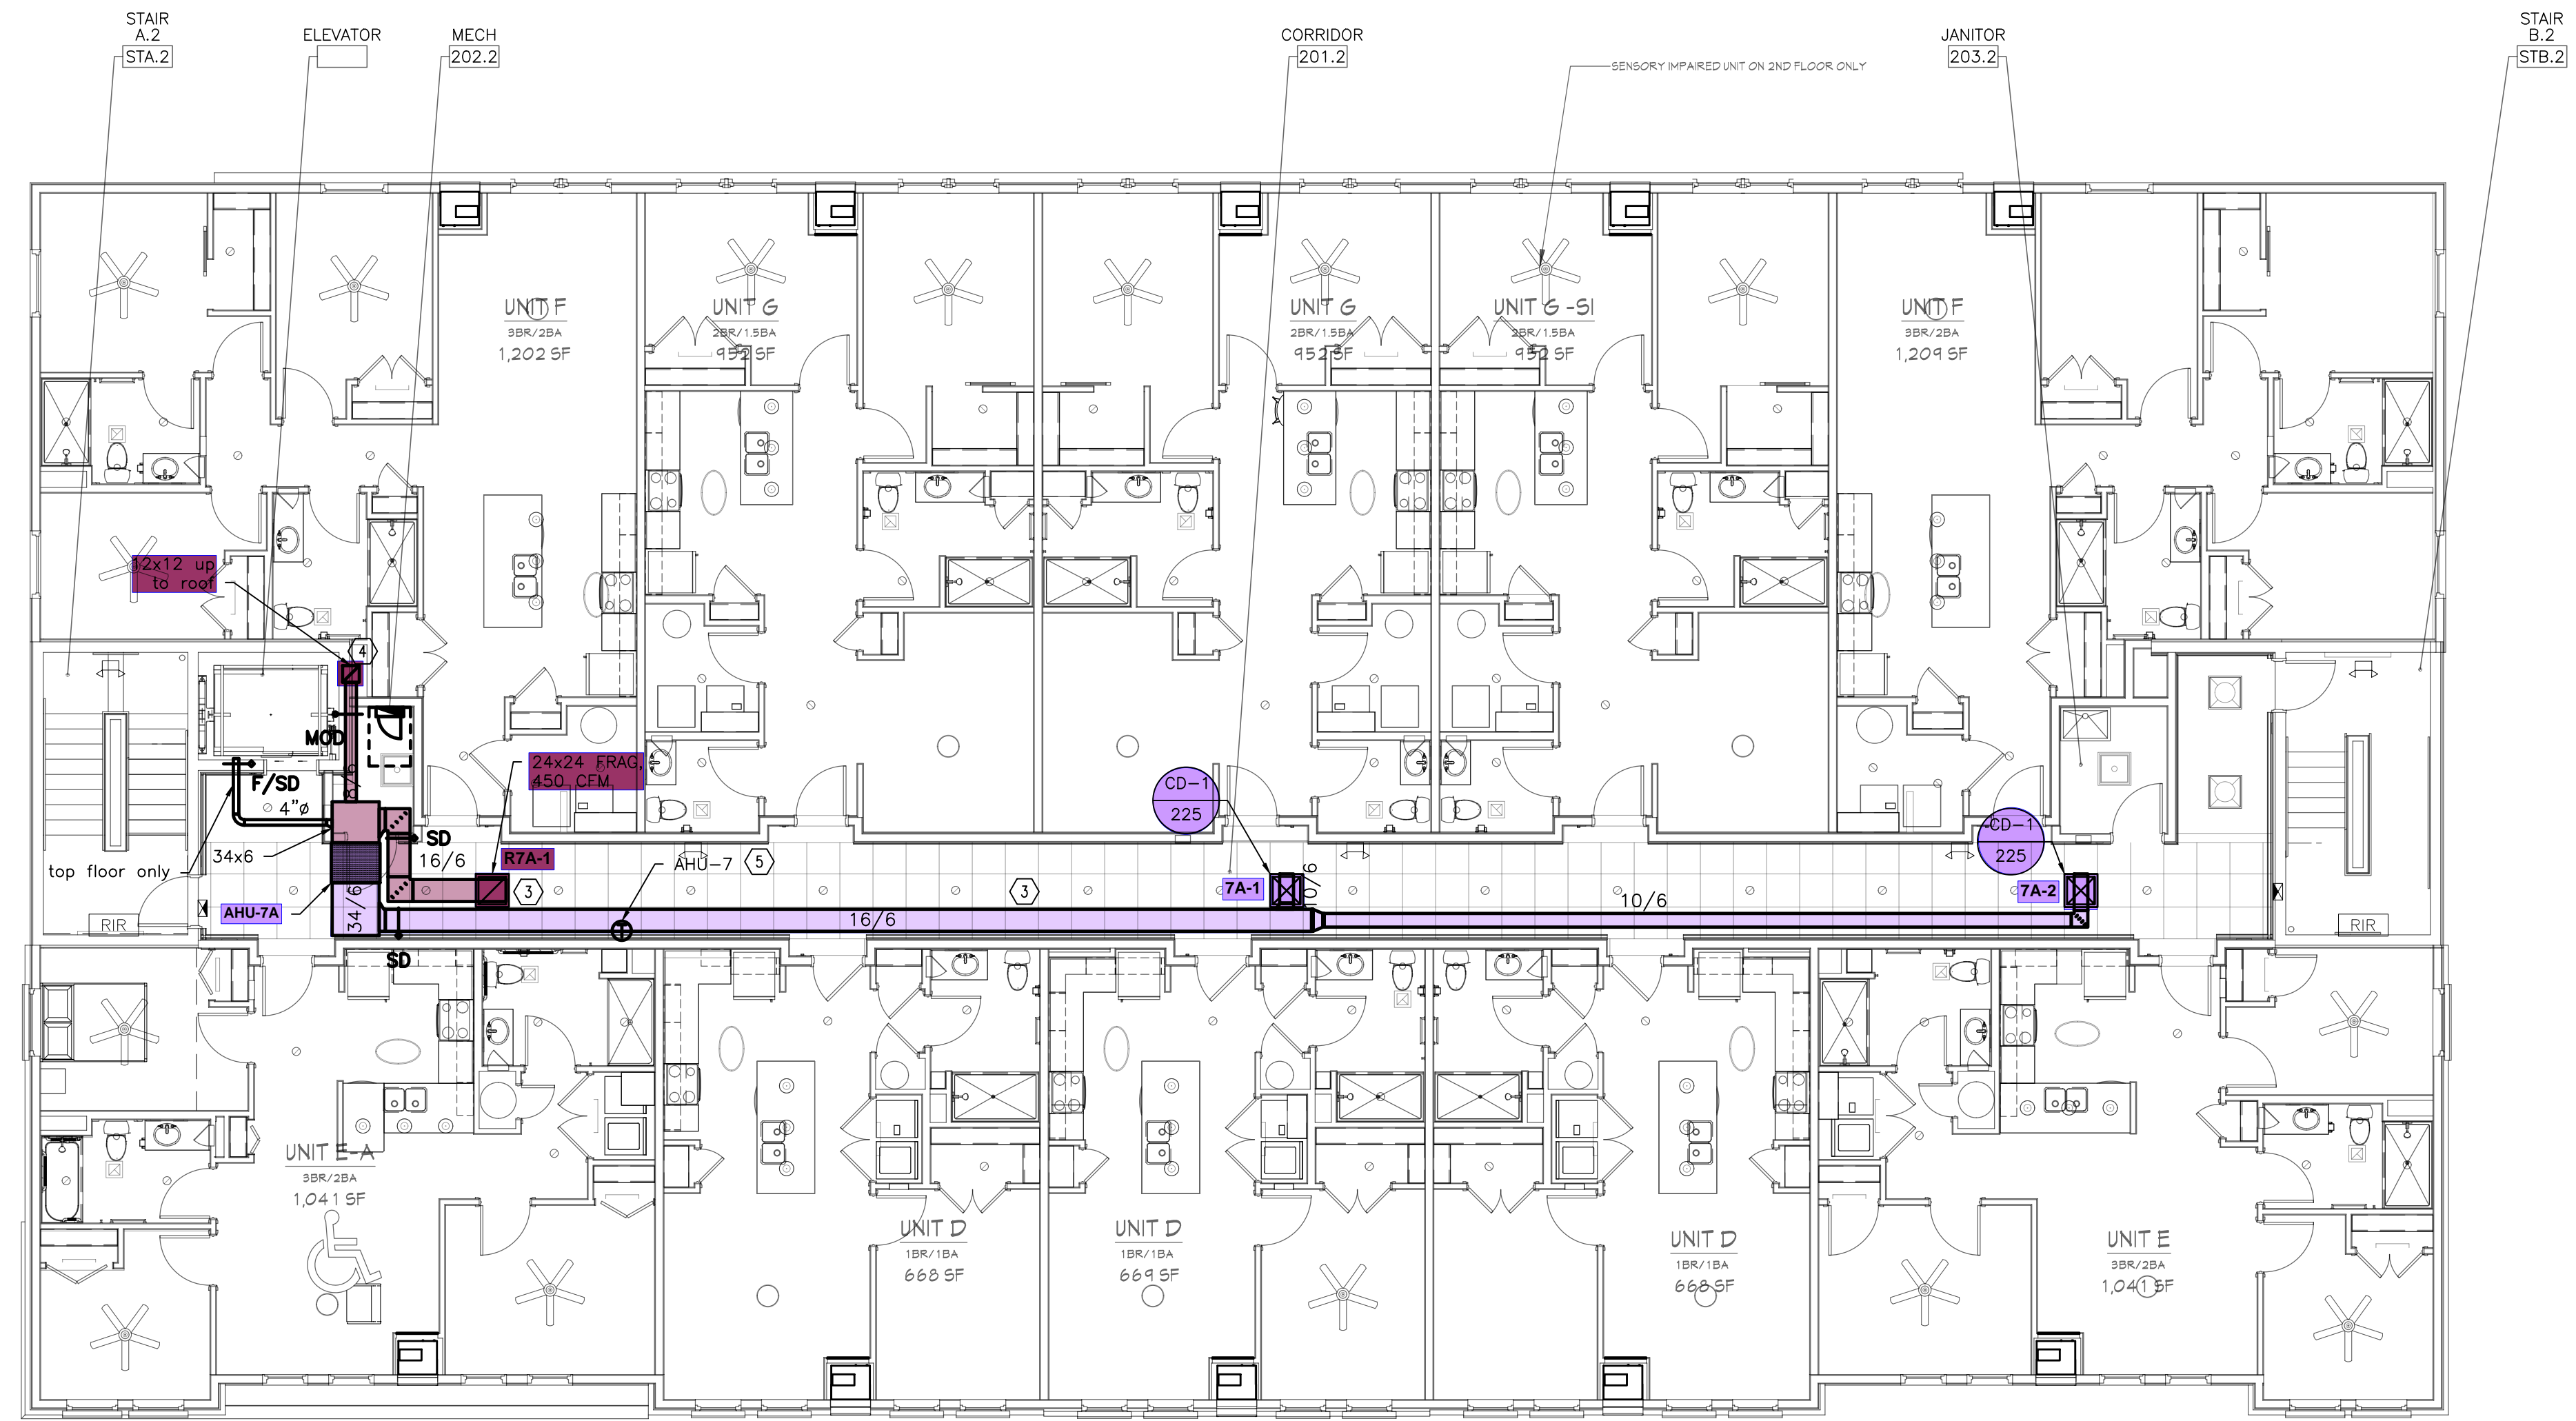 STAIR
A.2
STA.2
ELEVATOR
MECH
202.2
CORRIDOR
201.2
SENSORY IMPAIRED UNIT ON 2ND FLOOR ONLY
JANITOR
203.2
STAIR
B.2
STB.2
UNIT F
3BR/2BA
1,202 SF
UNIT G
2BR/1.5BA
952 SF
UNIT G
2BR/1.5BA
952 SF
UNIT G -SI
2BR/1.5BA
952 SF
UNIT F
3BR/2BA
1,209 SF
12x12 up
to roof
4
MOD
8/6
F/SD
4"ø
24x24 FRAG,
450 CFM
CD-1
225
CD-1
225
SD
34x6
16/6
R7A-1
AHU-7
5
top floor only
3
3
7A-1
10/6
7A-2
AHU-7A
34/6
16/6
10/6
RIR
RIR
SD
UNIT E-A
3BR/2BA
1,041 SF
UNIT D
1BR/1BA
668 SF
UNIT D
1BR/1BA
669 SF
UNIT D
1BR/1BA
668 SF
UNIT E
3BR/2BA
1,041 SF